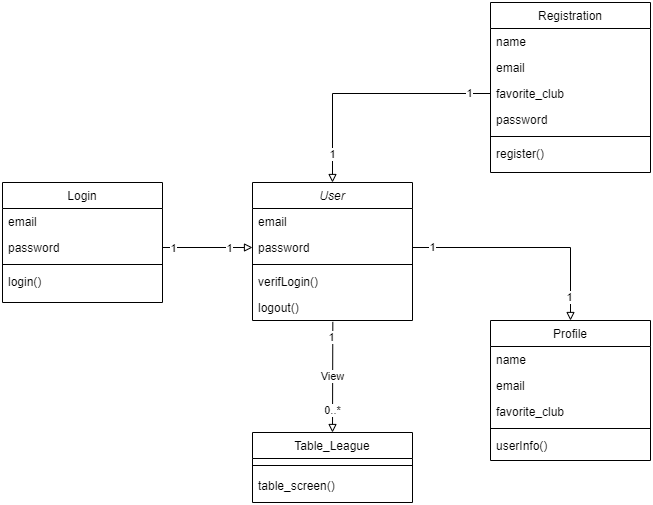 Registration
name
email
favorite_club
password
register()
1
1
Login
email
password
login()
1
1
User
email
password
verifLogin()
logout()
1
1
Profile
name
email
favorite_club
userInfo()
1
View
0..*
Table_League
table_screen()